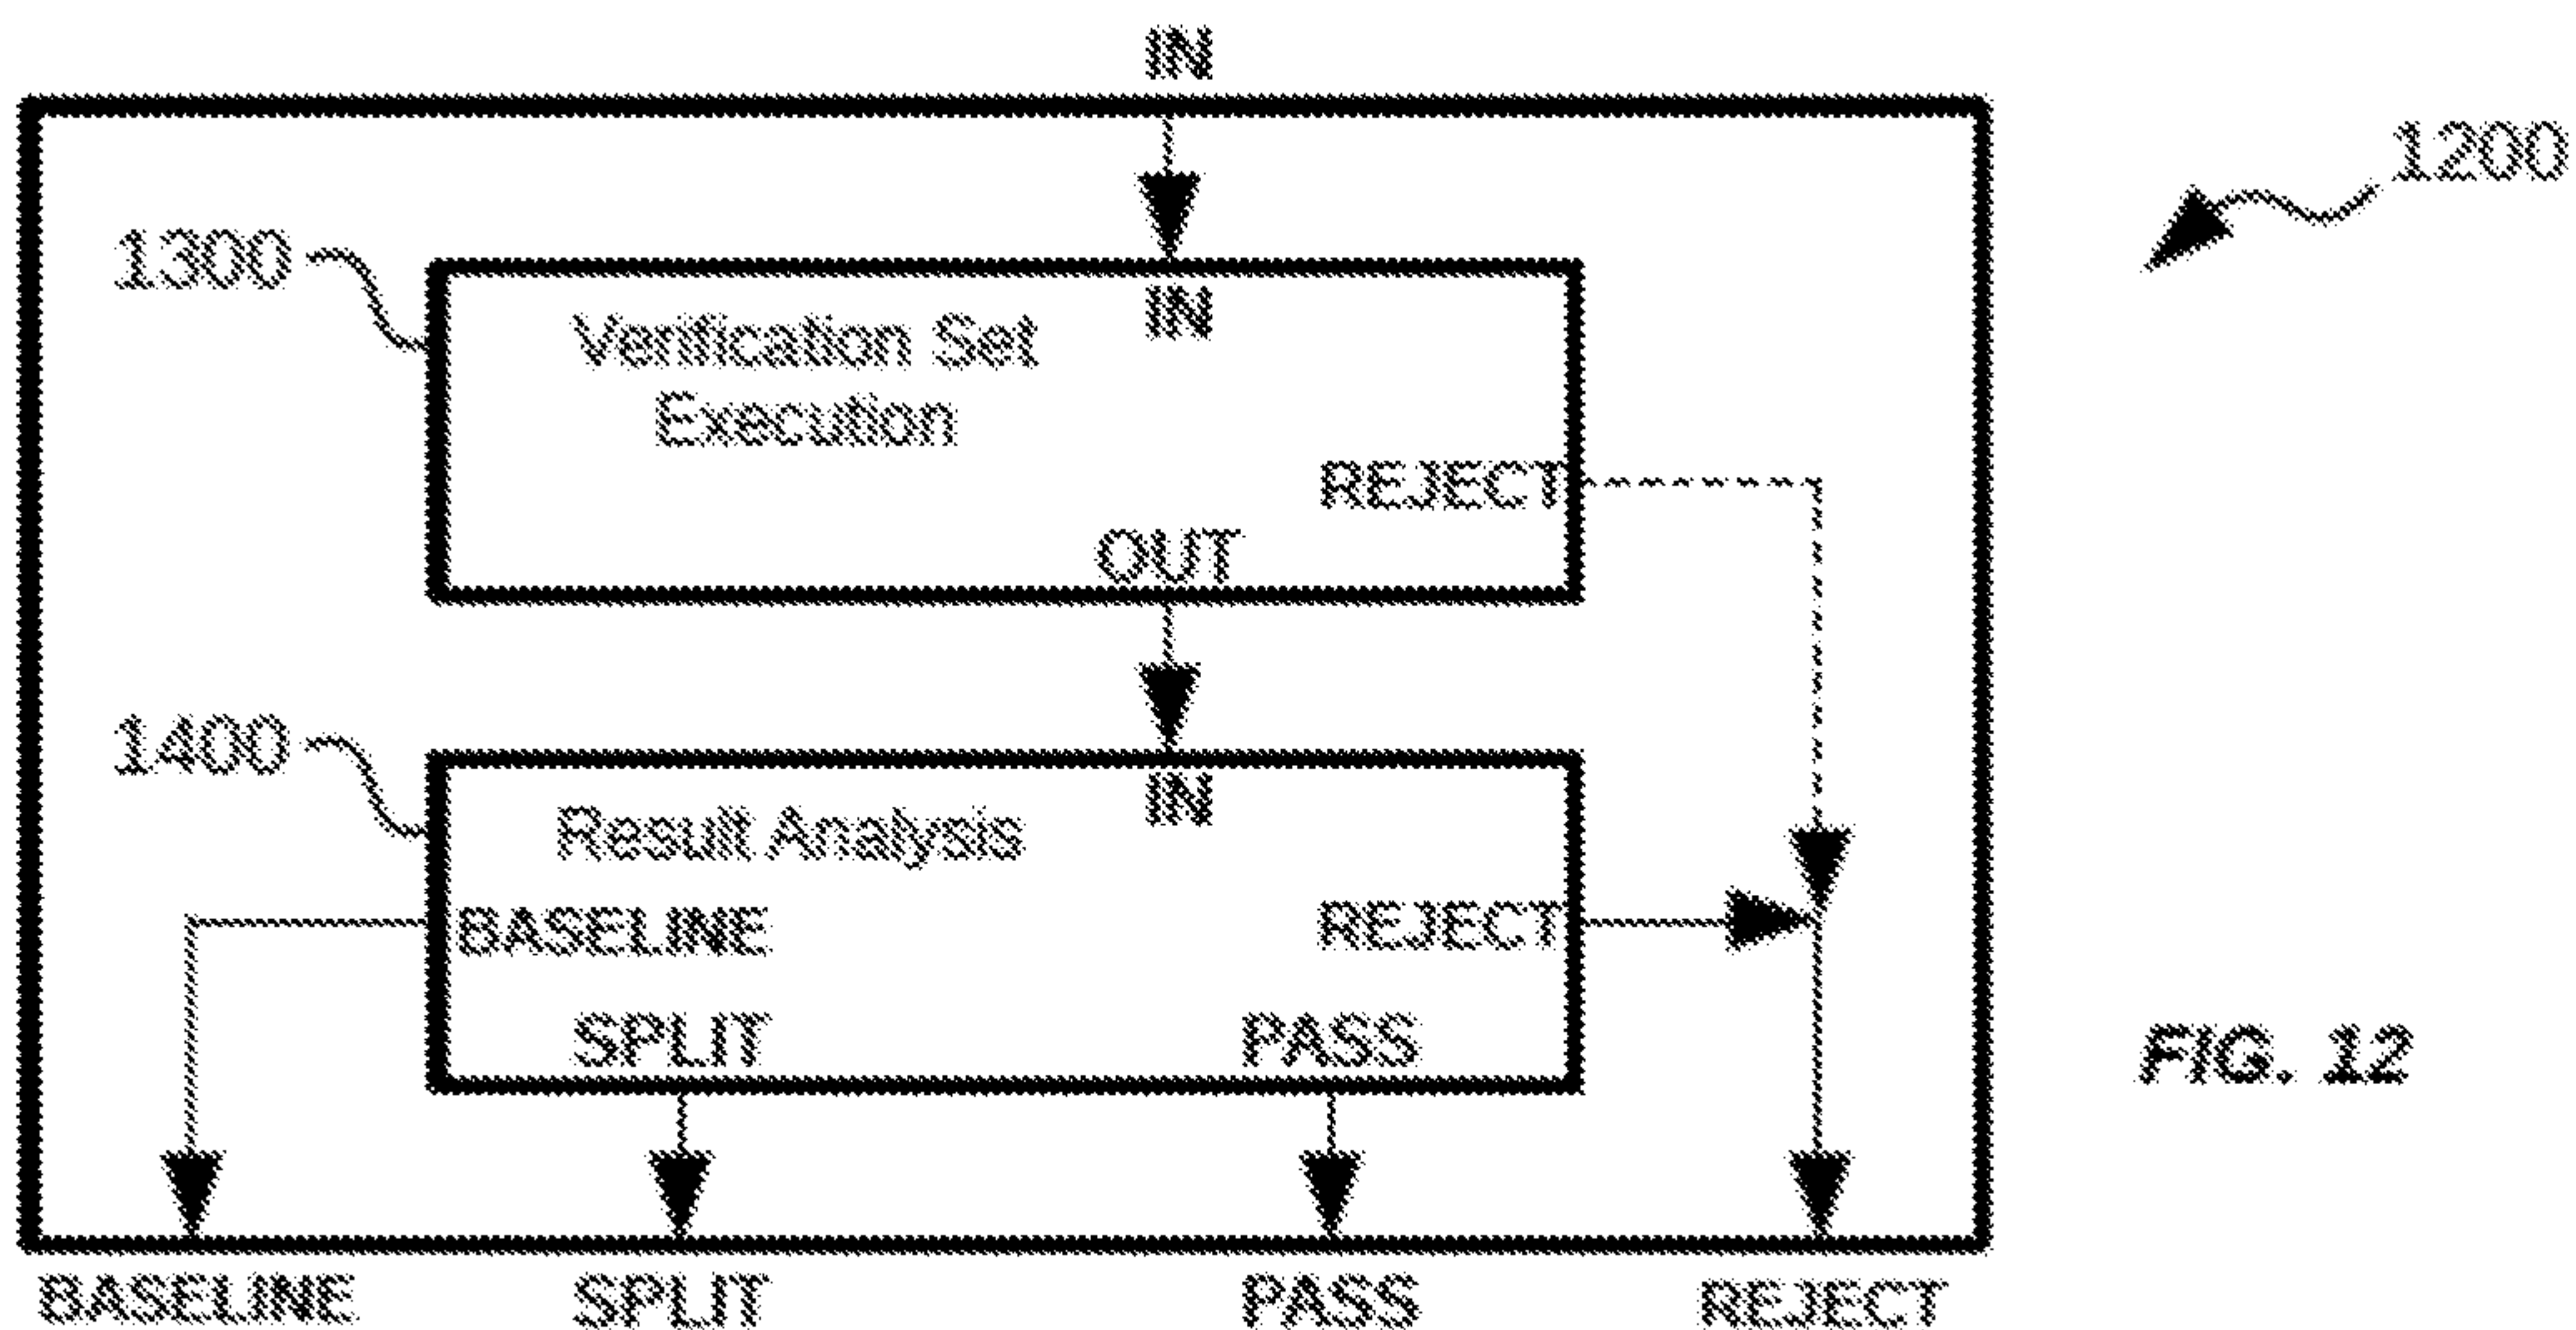 IN
1200
1300
IN
Verification Set
Execution
REJECT
OUT
1400
IN
Result Analysis
BASELINE
REJECT
SPLIT
PASS
FIG. 12
BASELINE
SPLIT
PASS
REJECT